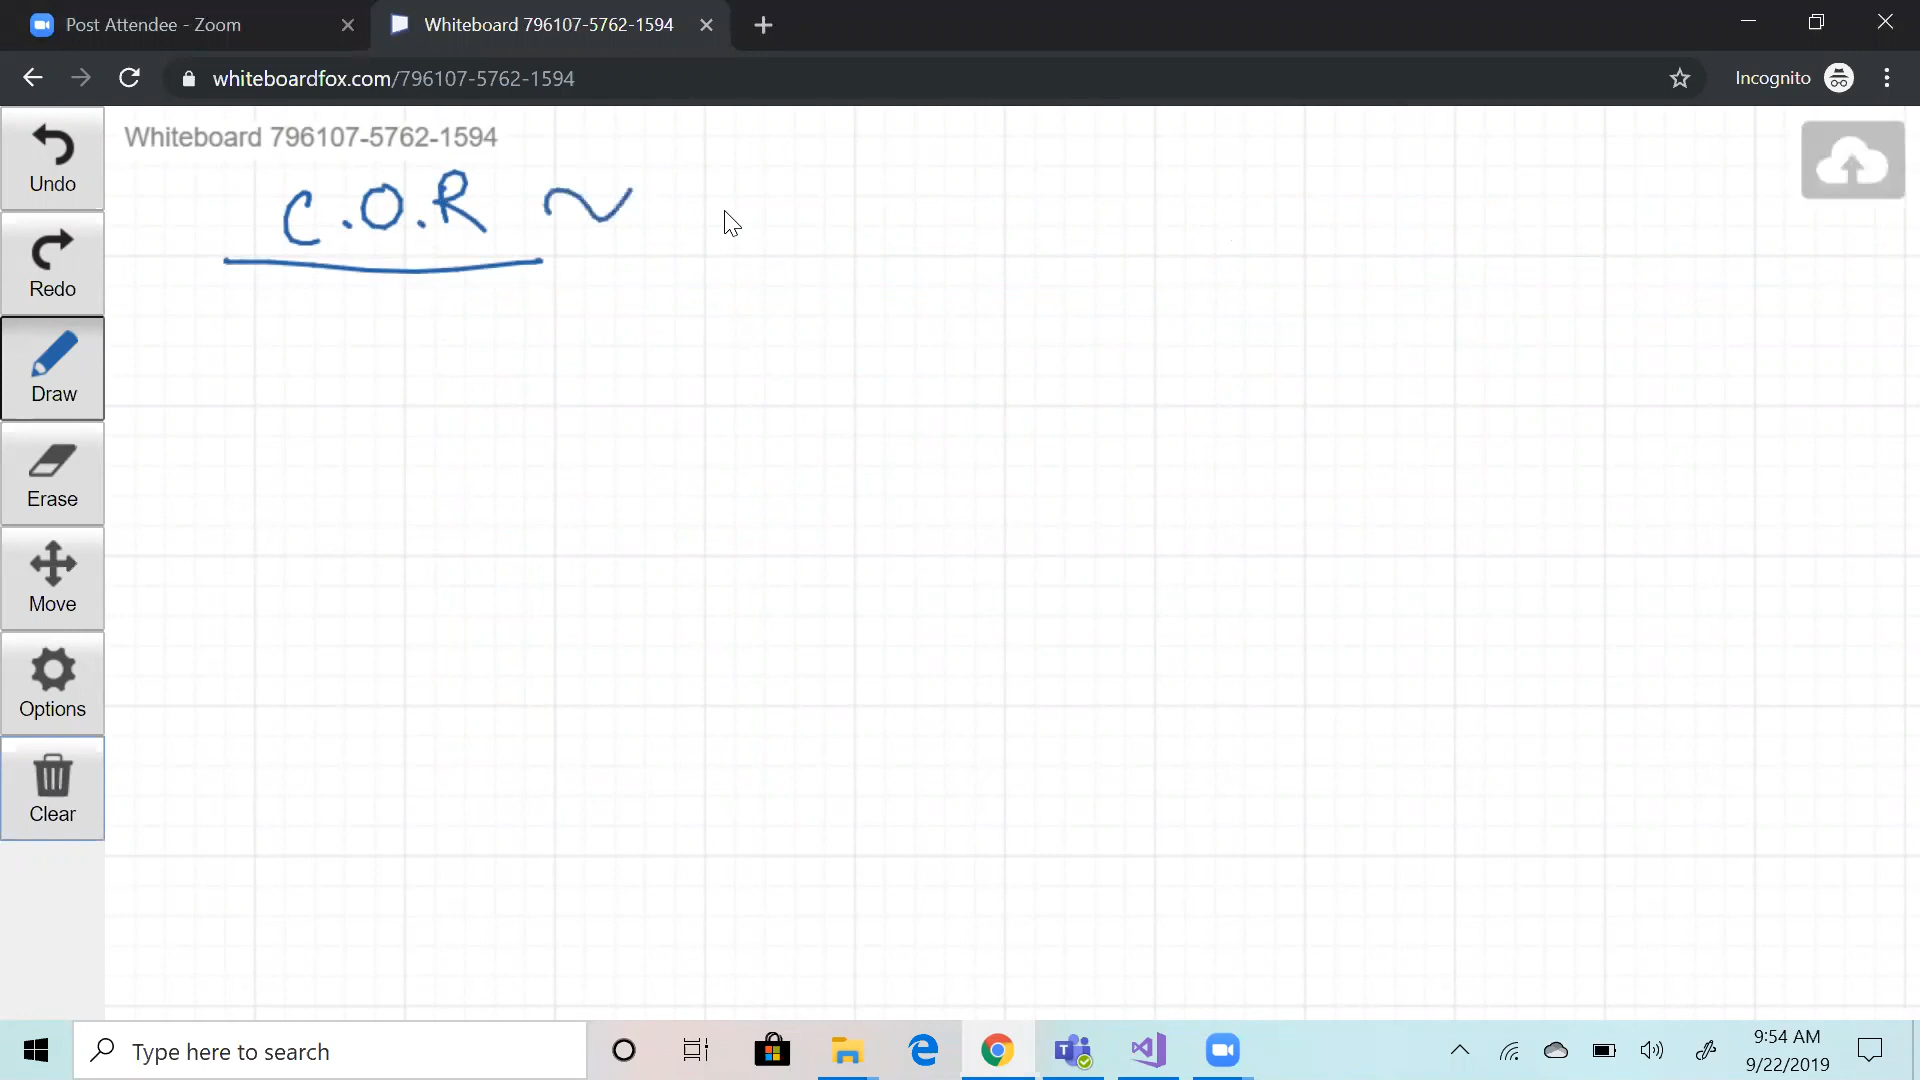 Post Attendee - Zoom
Whiteboard 796107-5762-1594
whiteboardfox.com/796107-5762-1594
Incognito
Whiteboard 796107-5762-1594
C.O.R ~
Undo
Redo
Draw
Erase
Move
Options
Clear
Type here to search
9:54 AM
9/22/2019